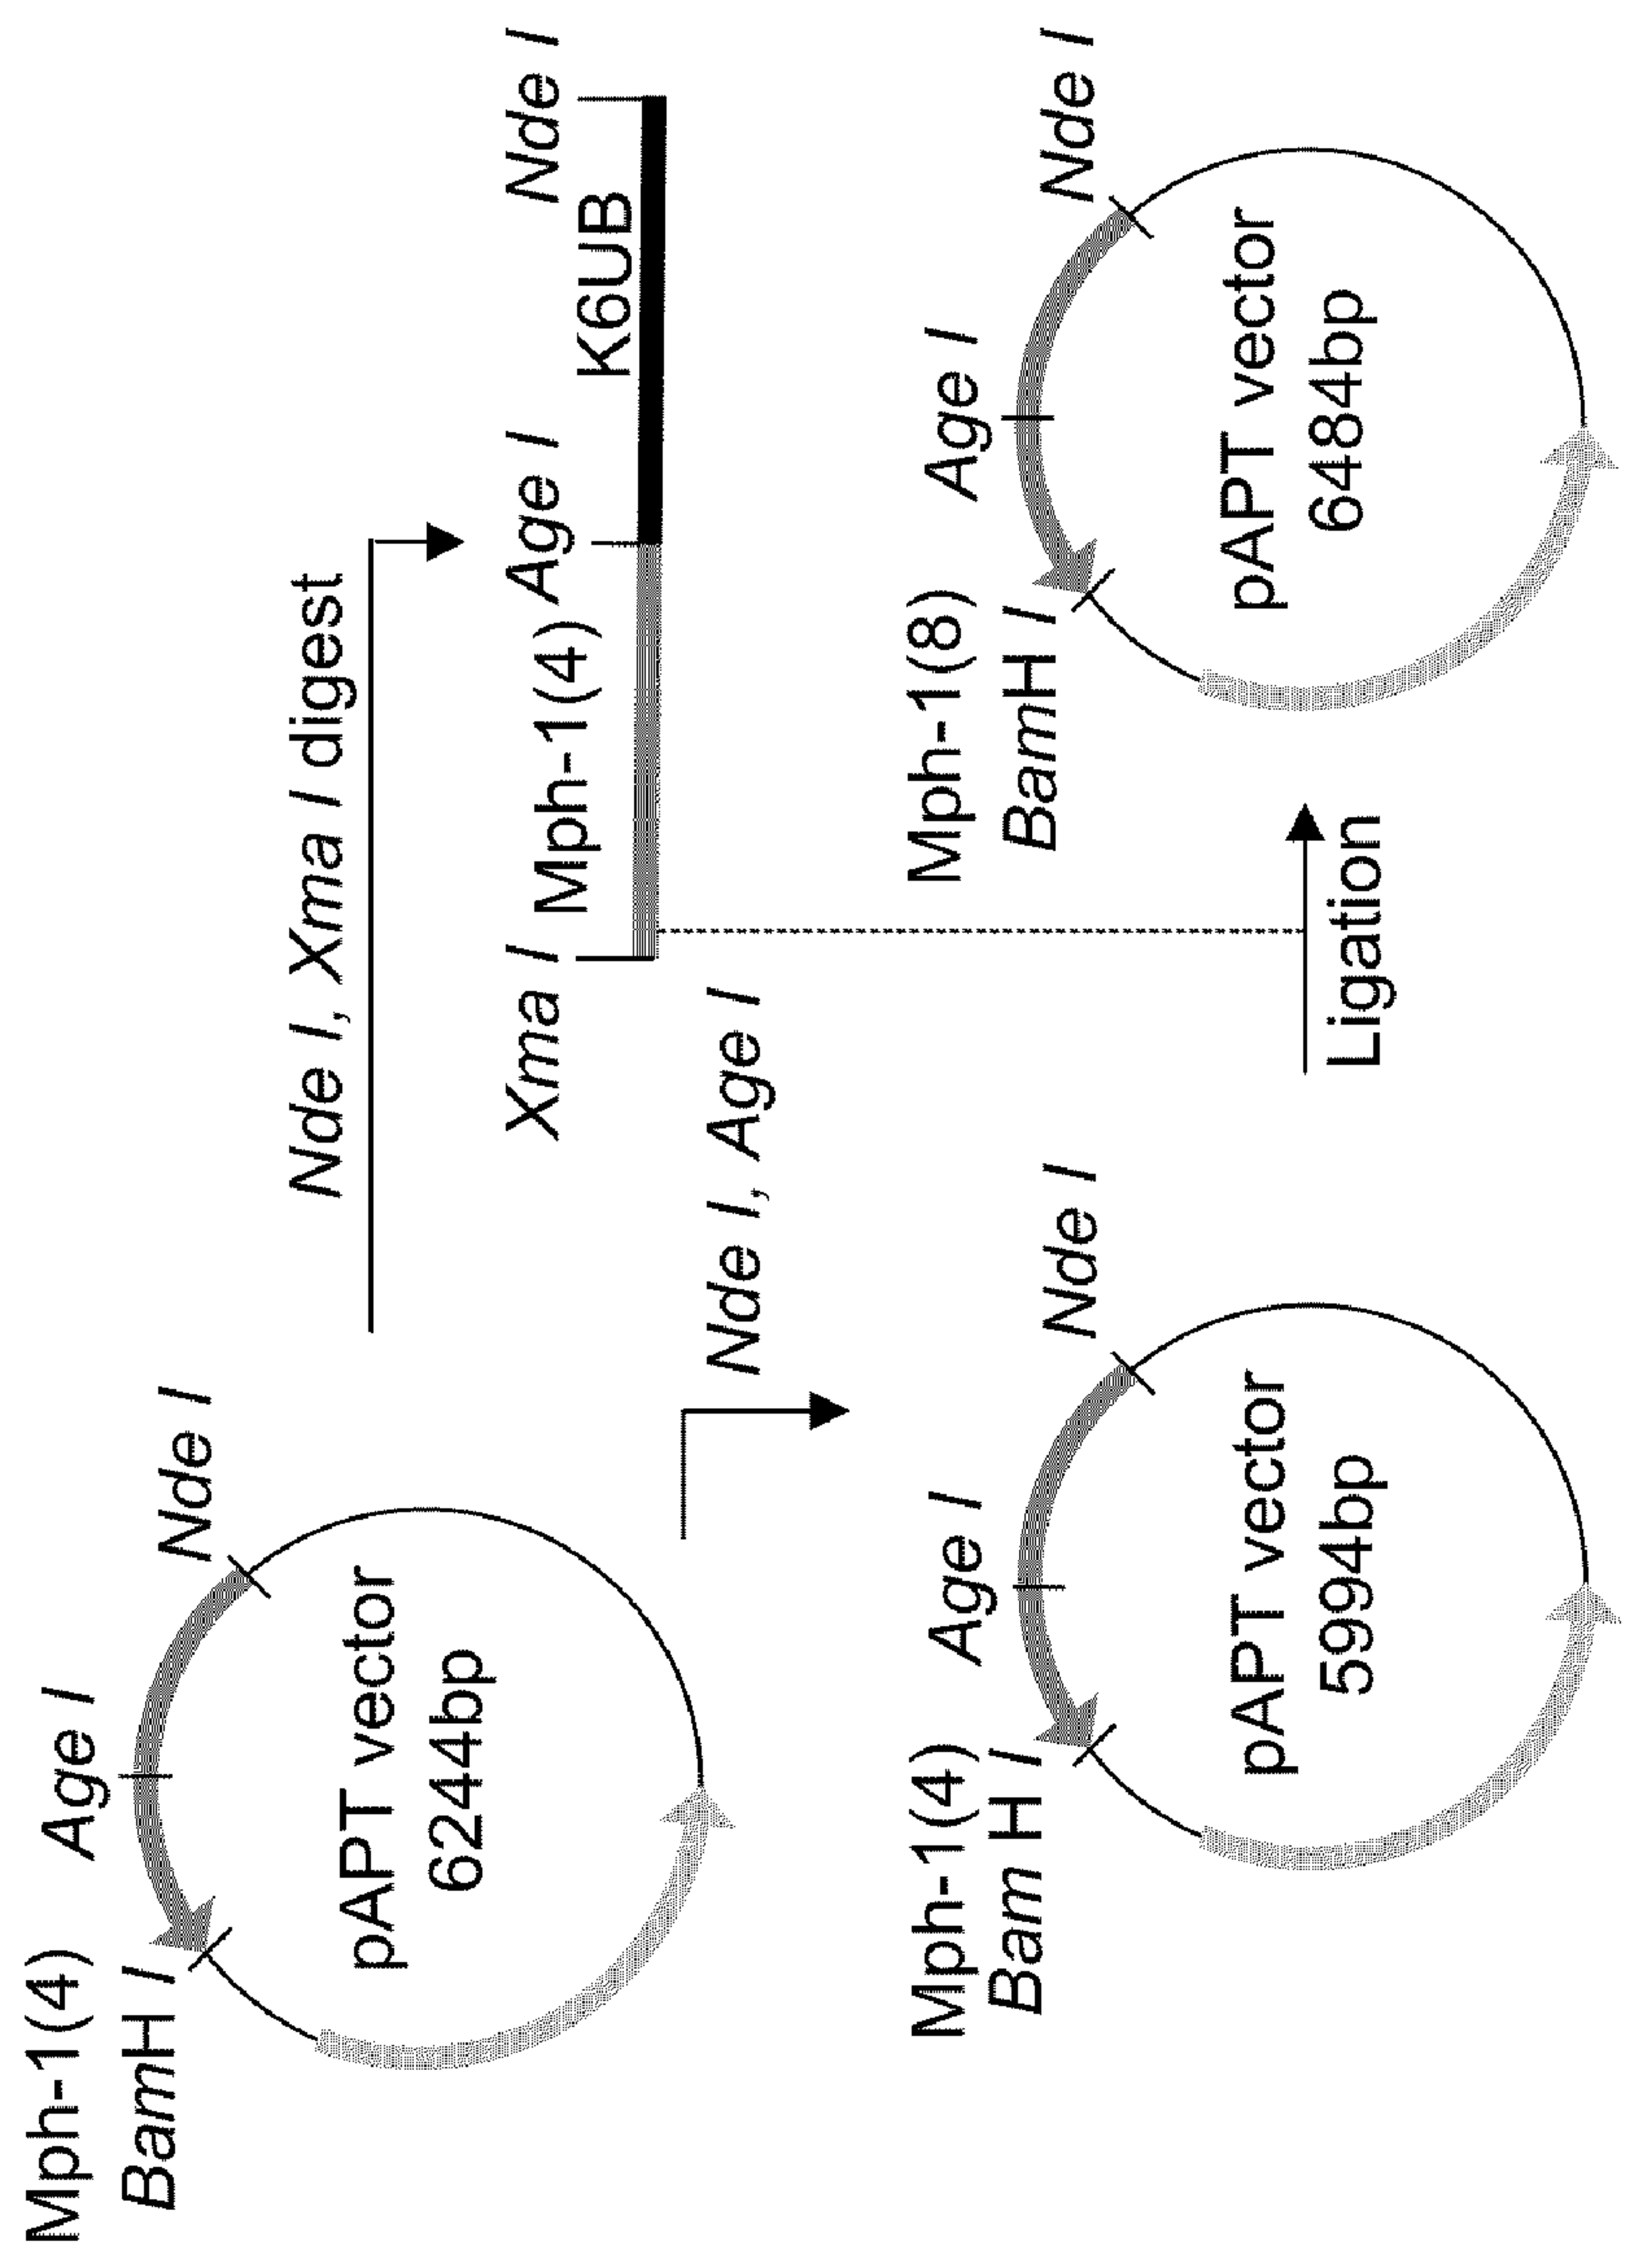 Mph-1(4)
BamH I
Age I
Nde I
pAPT vector
6244bp
Nde I, Xma I digest
Xma I
Mph-1(4)
Age I
K6UB
Nde I
Nde I, Age I
Mph-1(4)
Bam H I
Age I
Nde I
pAPT vector
5994bp
Ligation
Mph-1(8)
BamH I
Age I
Nde I
pAPT vector
6484bp